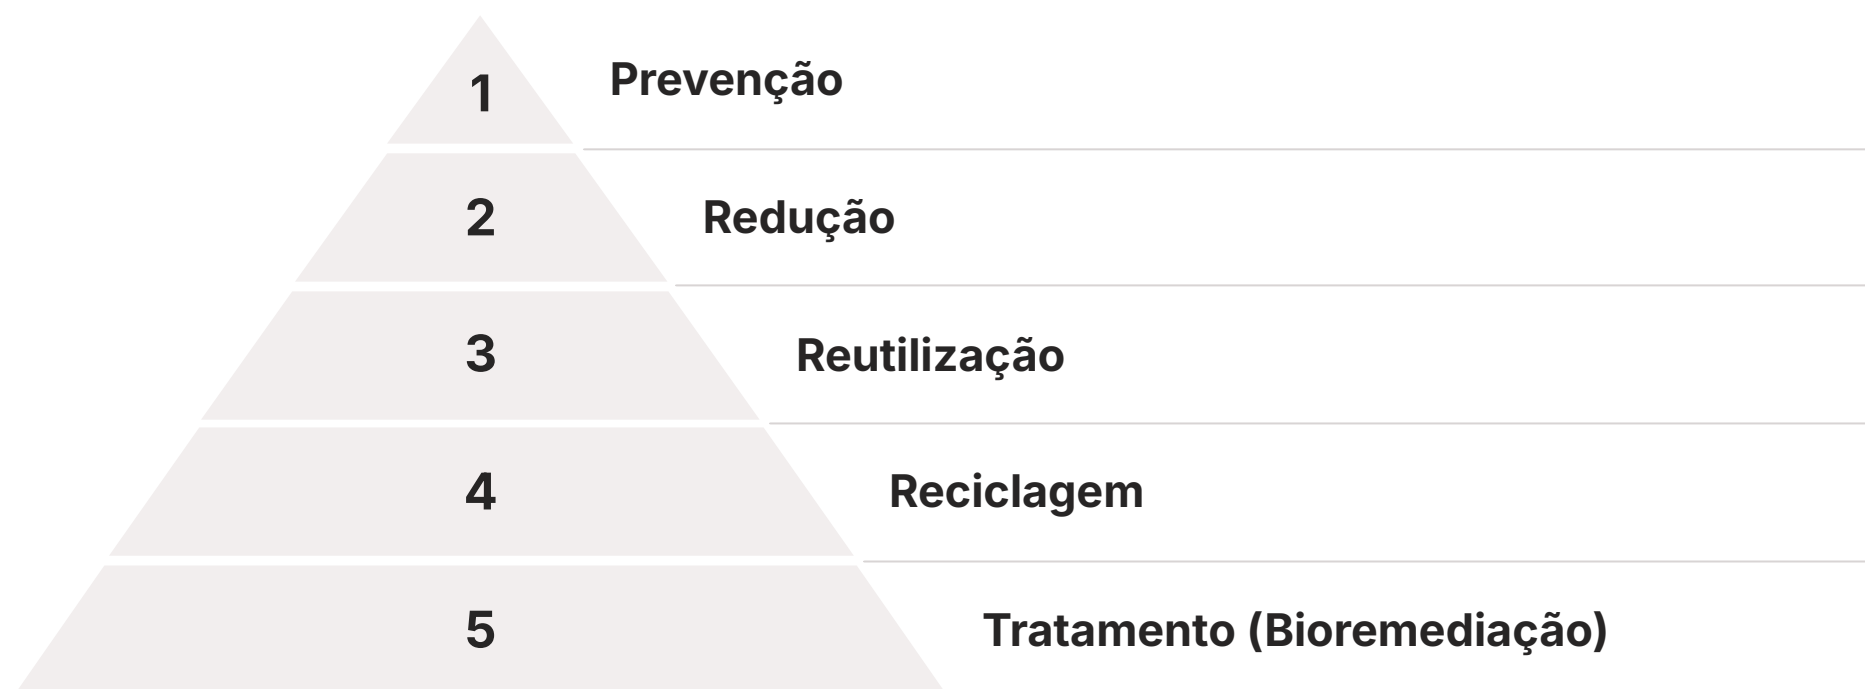 1
Prevenção
2
Redução
3
Reutilização
4
Reciclagem
5
Tratamento (Bioremediação)